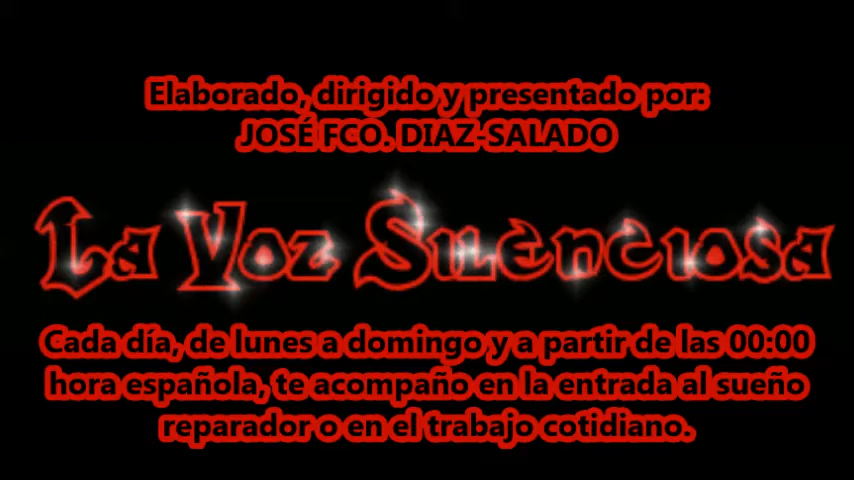 Elaborado, dirigido y presentado por:
JOSÉ FCO. DIAZ-SALADO
La Voz Silenciosa
Cada día, de lunes a domingo y a partir de las 00:00
hora española, te acompaño en la entrada al sueño
reparador o en el trabajo cotidiano.